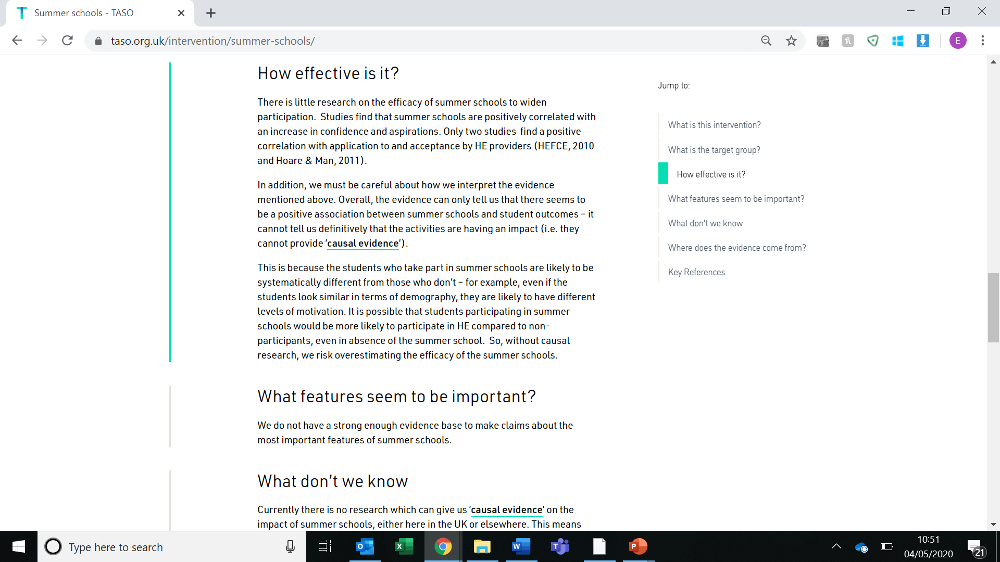 Summer schools - TASO
taso.org.uk/intervention/summer-schools/
E
How effective is it?
There is little research on the efficacy of summer schools to widen
participation.  Studies find that summer schools are positively correlated with
an increase in confidence and aspirations. Only two studies  find a positive
correlation with application to and acceptance by HE providers (HEFCE, 2010
and Hoare & Man, 2011).
In addition, we must be careful about how we interpret the evidence
mentioned above. Overall, the evidence can only tell us that there seems to
be a positive association between summer schools and student outcomes – it
cannot tell us definitively that the activities are having an impact (i.e. they
cannot provide ‘causal evidence’).
This is because the students who take part in summer schools are likely to be
systematically different from those who don’t – for example, even if the
students look similar in terms of demography, they are likely to have different
levels of motivation. It is possible that students participating in summer
schools would be more likely to participate in HE compared to non-
participants, even in absence of the summer school.  So, without causal
research, we risk overestimating the efficacy of the summer schools.
What features seem to be important?
We do not have a strong enough evidence base to make claims about the
most important features of summer schools.
What don’t we know
Currently there is no research which can give us ‘causal evidence’ on the
impact of summer schools, either here in the UK or elsewhere. This means
Jump to:
What is this intervention?
What is the target group?
How effective is it?
What features seem to be important?
What don't we know
Where does the evidence come from?
Key References
Type here to search
10:51
04/05/2020
21